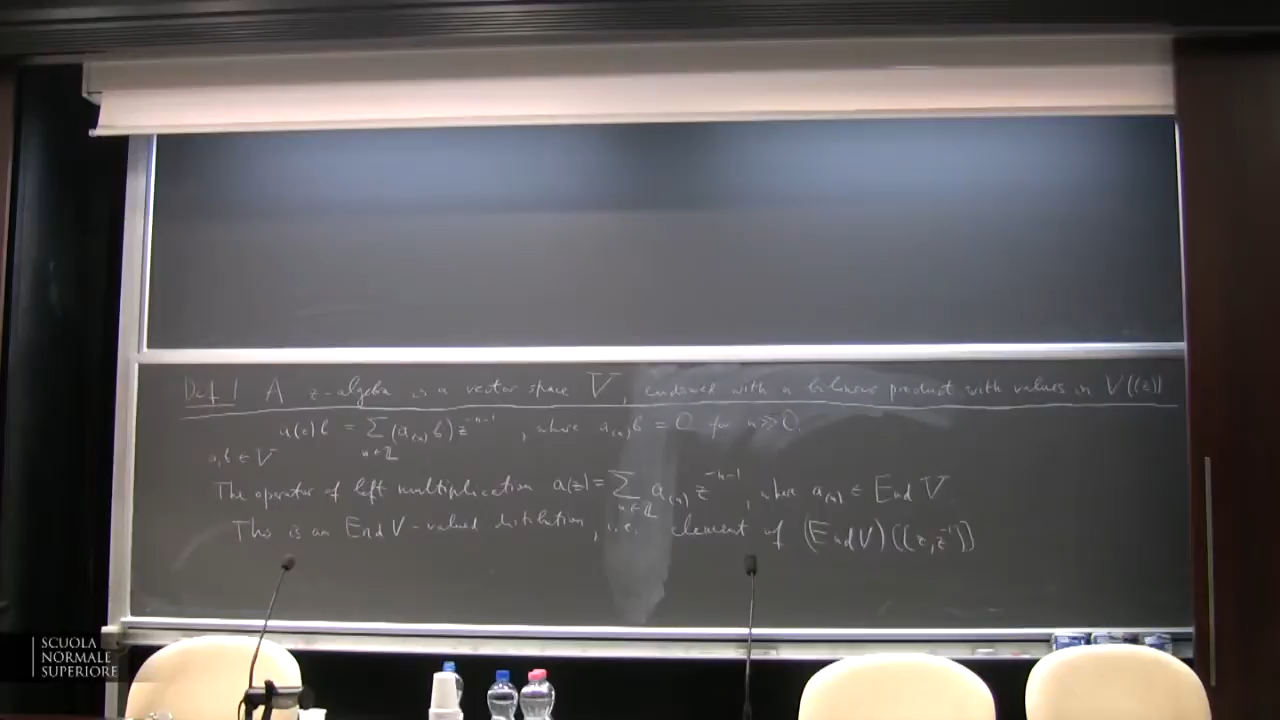 Def 1 A z-algebra is a vector space V, endowed with a bilinear product with values in V((z))
a(z)b = ∑_{n∈ℤ} (a_{(n)} b) z^{-n-1}, where a_{(n)}b = 0 for n≫0.
a,b ∈ V
The operator of left multiplication a(z) = ∑_{n∈ℤ} a_{(n)} z^{-n-1}, where a_{(n)} ∈ End V
This is an End V-valued distribution, i.e. element of (End V)((z,z^{-1}]]
SCUOLA
NORMALE
SUPERIORE